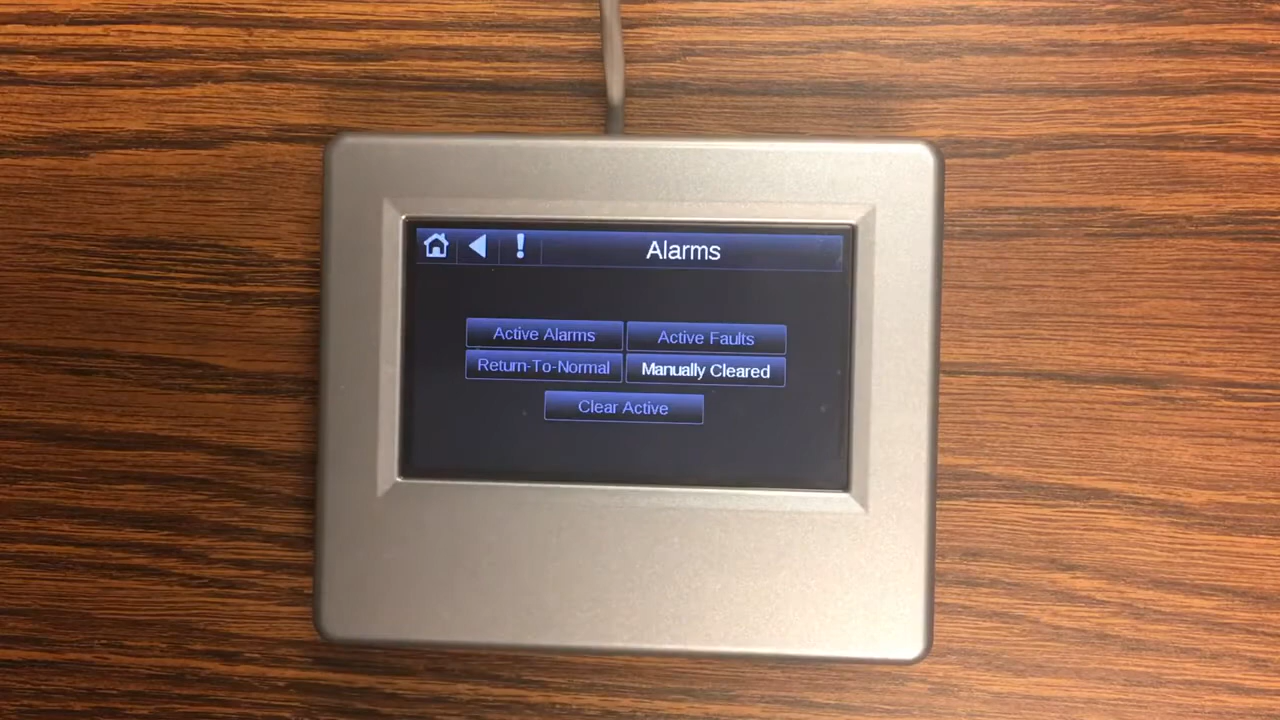 Alarms
Active Alarms
Active Faults
Return-To-Normal
Manually Cleared
Clear Active